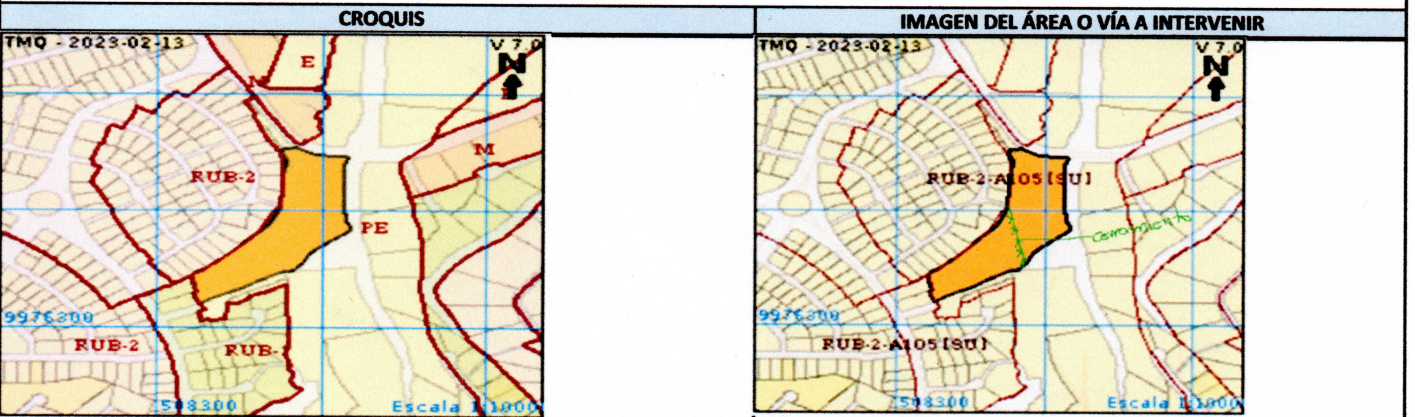 CROQUIS
IMAGEN DEL ÁREA O VÍA A INTERVENIR
TMQ - 2023-02-13
V 7.0
N
E
M
RUB-2
PE
9976300
RUB-2
RUB-
508300
Escala 1:1000
TMQ - 2023-02-13
V 7.0
N
RUB-2-A105 [SU]
Cerramiento
9976300
RUB-2-A105 [SU]
508300
Escala 1:1000